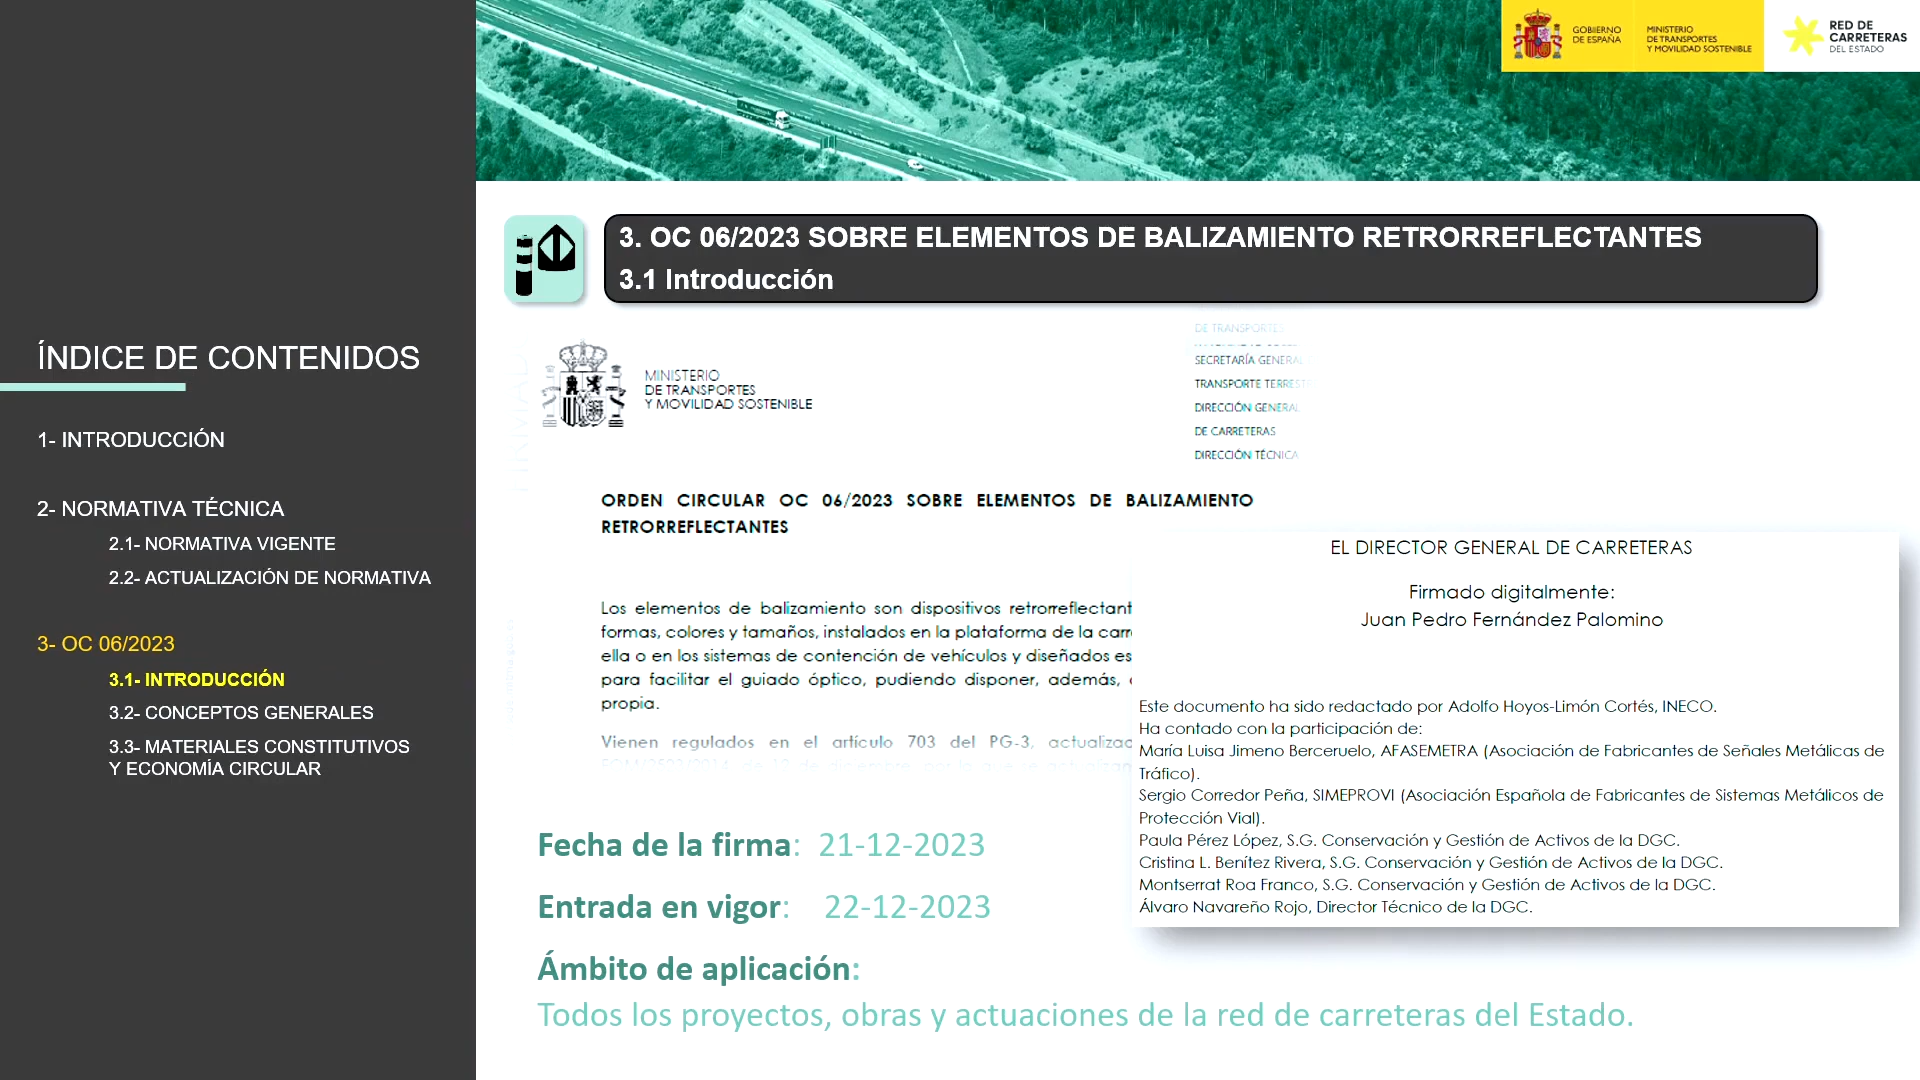 GOBIERNO
DE ESPAÑA
MINISTERIO
DE TRANSPORTES
Y MOVILIDAD SOSTENIBLE
RED DE
CARRETERAS
DEL ESTADO
3. OC 06/2023 SOBRE ELEMENTOS DE BALIZAMIENTO RETRORREFLECTANTES
3.1 Introducción
ÍNDICE DE CONTENIDOS
1- INTRODUCCIÓN
2- NORMATIVA TÉCNICA
2.1- NORMATIVA VIGENTE
2.2- ACTUALIZACIÓN DE NORMATIVA
3- OC 06/2023
3.1- INTRODUCCIÓN
3.2- CONCEPTOS GENERALES
3.3- MATERIALES CONSTITUTIVOS
Y ECONOMÍA CIRCULAR
MINISTERIO
DE TRANSPORTES
Y MOVILIDAD SOSTENIBLE
DE TRANSPORTES
SECRETARÍA GENERAL
TRANSPORTE TERREST
DIRECCIÓN GENERAL
DE CARRETERAS
DIRECCIÓN TÉCNICA
ORDEN CIRCULAR OC 06/2023 SOBRE ELEMENTOS DE BALIZAMIENTO
RETRORREFLECTANTES
Los elementos de balizamiento son dispositivos retrorreflectant
formas, colores y tamaños, instalados en la plataforma de la carr
ella o en los sistemas de contención de vehículos y diseñados es
para facilitar el guiado óptico, pudiendo disponer, además,
propia.
Vienen regulados en el artículo 703 del PG-3, actualizad
EL DIRECTOR GENERAL DE CARRETERAS
Firmado digitalmente:
Juan Pedro Fernández Palomino
Este documento ha sido redactado por Adolfo Hoyos-Limón Cortés, INECO.
Ha contado con la participación de:
María Luisa Jimeno Berceruelo, AFASEMETRA (Asociación de Fabricantes de Señales Metálicas de
Tráfico).
Sergio Corredor Peña, SIMEPROVI (Asociación Española de Fabricantes de Sistemas Metálicos de
Protección Vial).
Paula Pérez López, S.G. Conservación y Gestión de Activos de la DGC.
Cristina L. Benítez Rivera, S.G. Conservación y Gestión de Activos de la DGC.
Montserrat Roa Franco, S.G. Conservación y Gestión de Activos de la DGC.
Álvaro Navareño Rojo, Director Técnico de la DGC.
Fecha de la firma: 21-12-2023
Entrada en vigor: 22-12-2023
Ámbito de aplicación:
Todos los proyectos, obras y actuaciones de la red de carreteras del Estado.